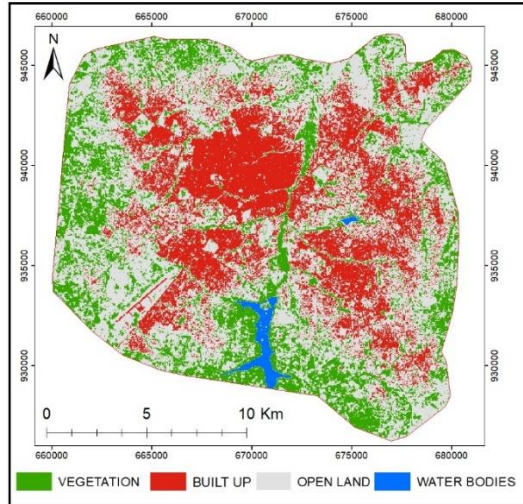 660000 665000 670000 675000 680000
N
945000 945000
940000 940000
935000 935000
930000 930000
0 5 10 Km
660000 665000 670000 675000 680000
VEGETATION BUILT UP OPEN LAND WATER BODIES